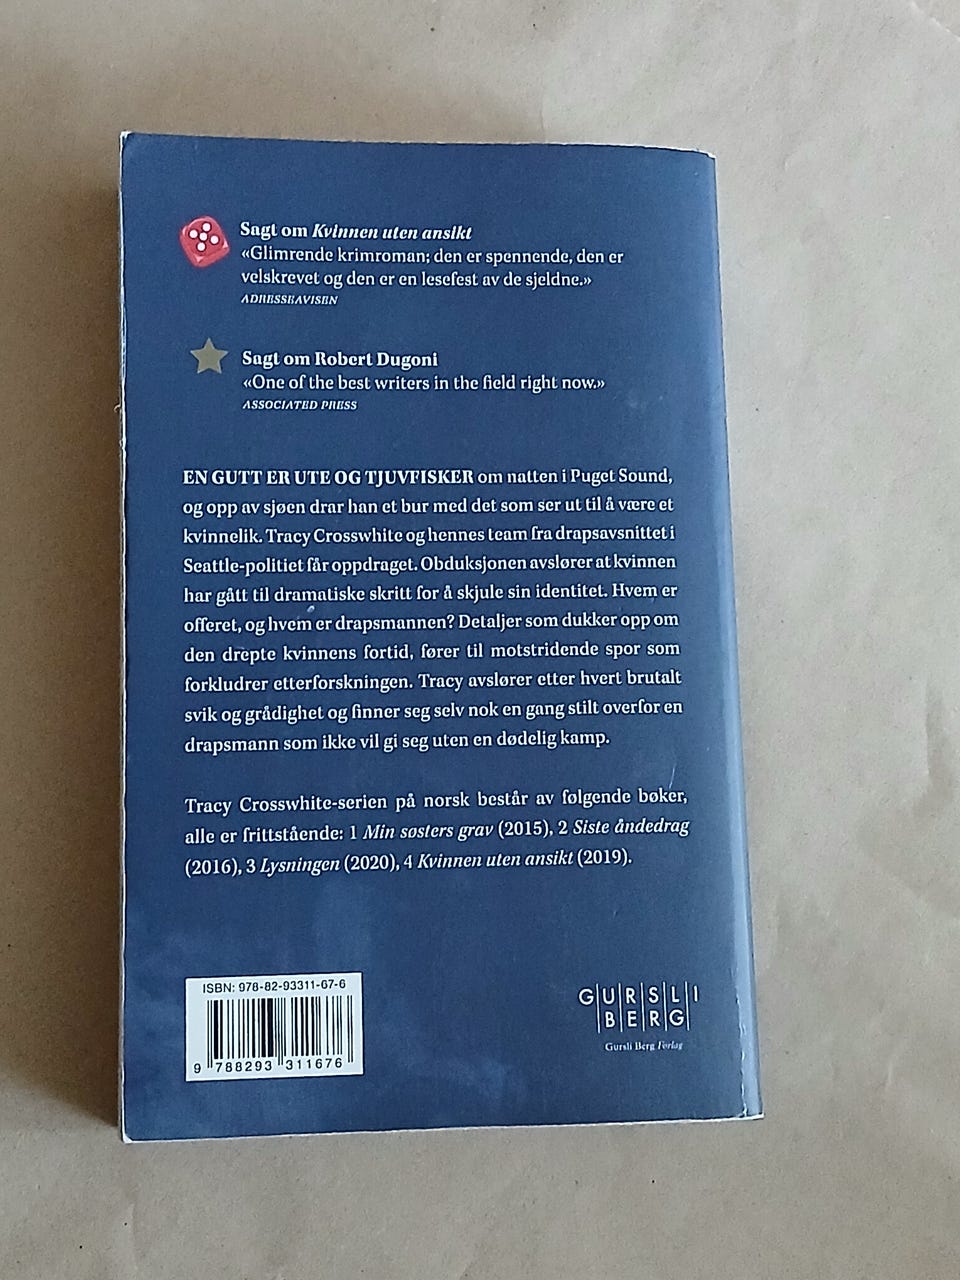 Sagt om Kvinnen uten ansikt
«Glimrende krimroman; den er spennende, den er
velskrevet og den er en lesefest av de sjeldne.»
ADRESSEAVISEN
Sagt om Robert Dugoni
«One of the best writers in the field right now.»
ASSOCIATED PRESS
EN GUTT ER UTE OG TJUVFISKER om natten i Puget Sound,
og opp av sjøen drar han et bur med det som ser ut til å være et
kvinnelik. Tracy Crosswhite og hennes team fra drapsavsnittet i
Seattle-politiet får oppdraget. Obduksjonen avslører at kvinnen
har gått til dramatiske skritt for å skjule sin identitet. Hvem er
offeret, og hvem er drapsmannen? Detaljer som dukker opp om
den drepte kvinnens fortid, fører til motstridende spor som
forkludrer etterforskningen. Tracy avslører etter hvert brutalt
svik og grådighet og finner seg selv nok en gang stilt overfor en
drapsmann som ikke vil gi seg uten en dødelig kamp.
Tracy Crosswhite-serien på norsk består av følgende bøker,
alle er frittstående: 1 Min søsters grav (2015), 2 Siste åndedrag
(2016), 3 Lysningen (2020), 4 Kvinnen uten ansikt (2019).
ISBN: 978-82-93311-67-6
9 788293 311676
GURSLI
BERG
Gursli Berg Forlag